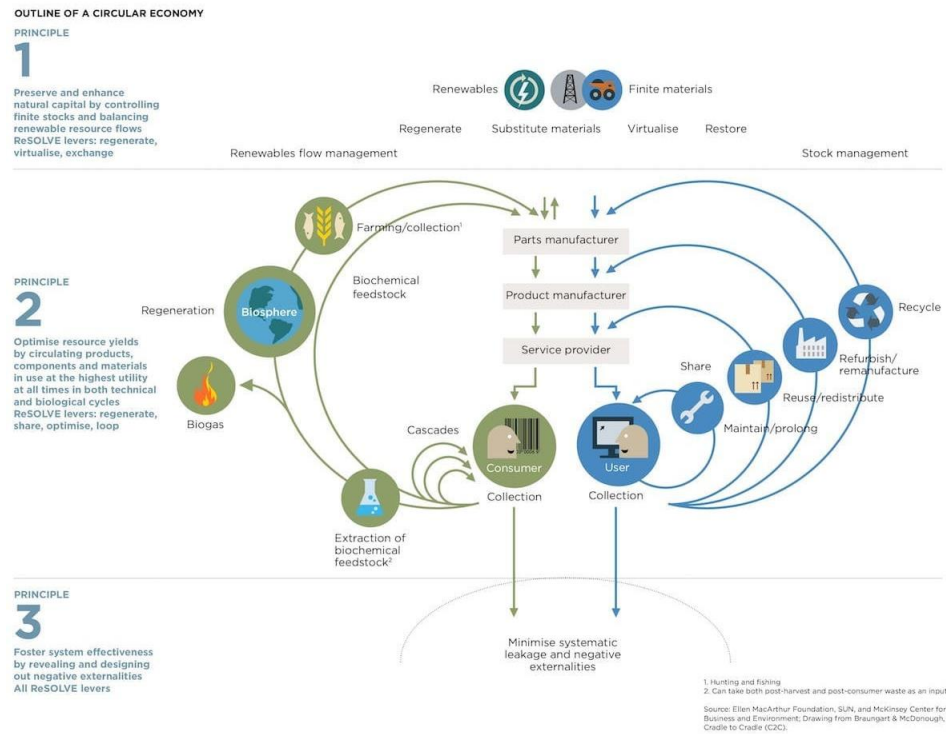 OUTLINE OF A CIRCULAR ECONOMY
PRINCIPLE
1
Preserve and enhance
natural capital by controlling
finite stocks and balancing
renewable resource flows
ReSOLVE levers: regenerate,
virtualise, exchange
Renewables
Finite materials
Regenerate
Substitute materials
Virtualise
Restore
Renewables flow management
Stock management
PRINCIPLE
2
Optimise resource yields
by circulating products,
components and materials
in use at the highest utility
at all times in both technical
and biological cycles
ReSOLVE levers: regenerate,
share, optimise, loop
Farming/collection¹
Biochemical
feedstock
Regeneration
Biosphere
Biogas
Cascades
Extraction of
biochemical
feedstock²
Parts manufacturer
Product manufacturer
Service provider
Consumer
Collection
User
Collection
Share
Maintain/prolong
Reuse/redistribute
Refurbish/
remanufacture
Recycle
PRINCIPLE
3
Foster system effectiveness
by revealing and designing
out negative externalities
All ReSOLVE levers
Minimise systematic
leakage and negative
externalities
1. Hunting and fishing
2. Can take both post-harvest and post-consumer waste as an input
Source: Ellen MacArthur Foundation, SUN, and McKinsey Center for
Business and Environment; Drawing from Braungart & McDonough,
Cradle to Cradle (C2C).